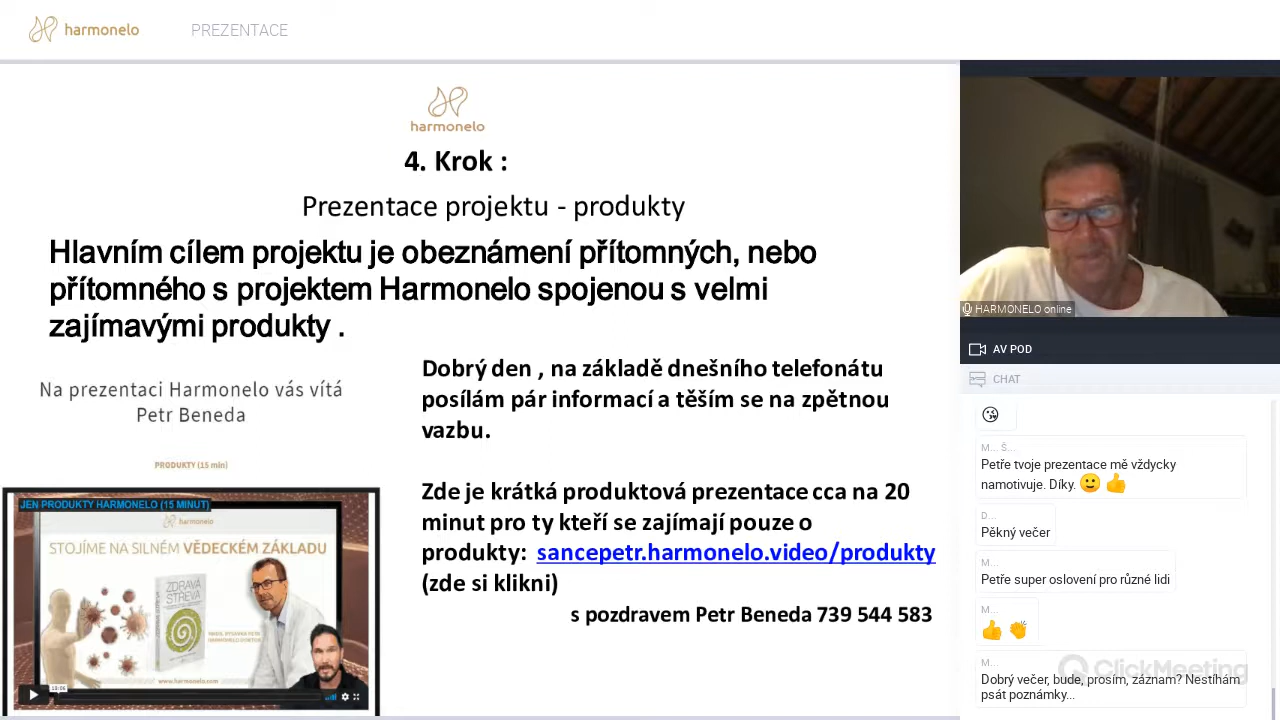 harmonelo
PREZENTACE
harmonelo
4. Krok :
Prezentace projektu - produkty
Hlavním cílem projektu je obeznámení přítomných, nebo
přítomného s projektem Harmonelo spojenou s velmi
zajímavými produkty .
Na prezentaci Harmonelo vás vítá
Petr Beneda
PRODUKTY (15 min)
JEN PRODUKTY HARMONELO (15 MINUT)
harmonelo
STOJÍME NA SILNÉM VĚDECKÉM ZÁKLADU
ZDRAVÁ
STŘEVA
www.harmonelo.com
Dobrý den , na základě dnešního telefonátu
posílám pár informací a těším se na zpětnou
vazbu.
Zde je krátká produktová prezentace cca na 20
minut pro ty kteří se zajímají pouze o
produkty: sancepetr.harmonelo.video/produkty
(zde si klikni)
s pozdravem Petr Beneda 739 544 583
HARMONELO online
AV POD
CHAT
M... Š...
Petře tvoje prezentace mě vždycky
namotivuje. Díky. 🙂 👍
D...
Pěkný večer
M...
Petře super oslovení pro různé lidi
M...
👍 👏
M...
Dobrý večer, bude, prosím, záznam? Nestíhám
psát poznámky...
ClickMeeting